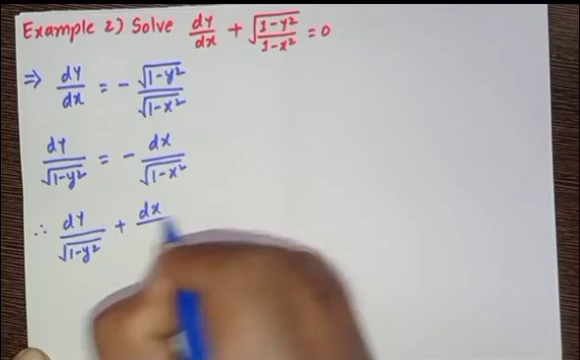 Example 2) Solve dy/dx + √(1-y²/1-x²) = 0
⇒ dy/dx = - √1-y²/√1-x²
dy/√1-y² = - dx/√1-x²
∴ dy/√1-y² + dx